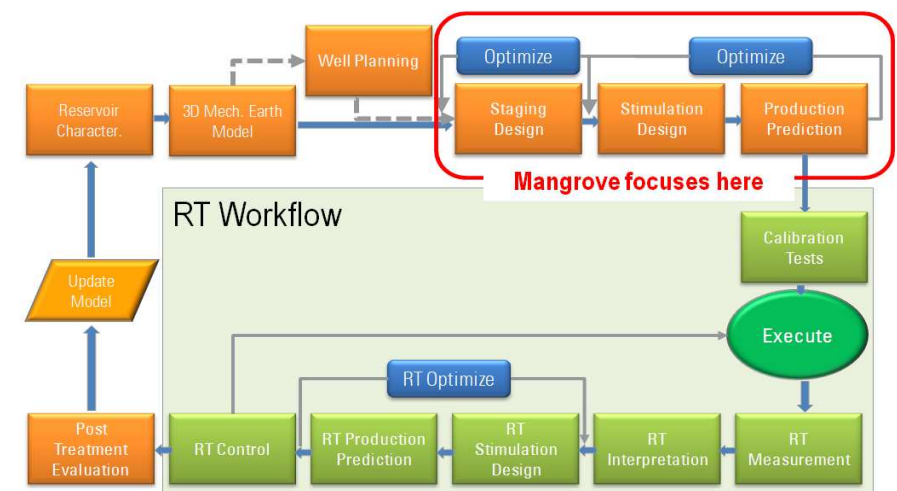 Optimize
Optimize
Well Planning
Reservoir
Character.
3D Mech. Earth
Model
Staging
Design
Stimulation
Design
Production
Prediction
Mangrove focuses here
RT Workflow
Calibration
Tests
Update
Model
Execute
RT Optimize
Post
Treatment
Evaluation
RT Control
RT Production
Prediction
RT
Stimulation
Design
RT
Interpretation
RT
Measurement